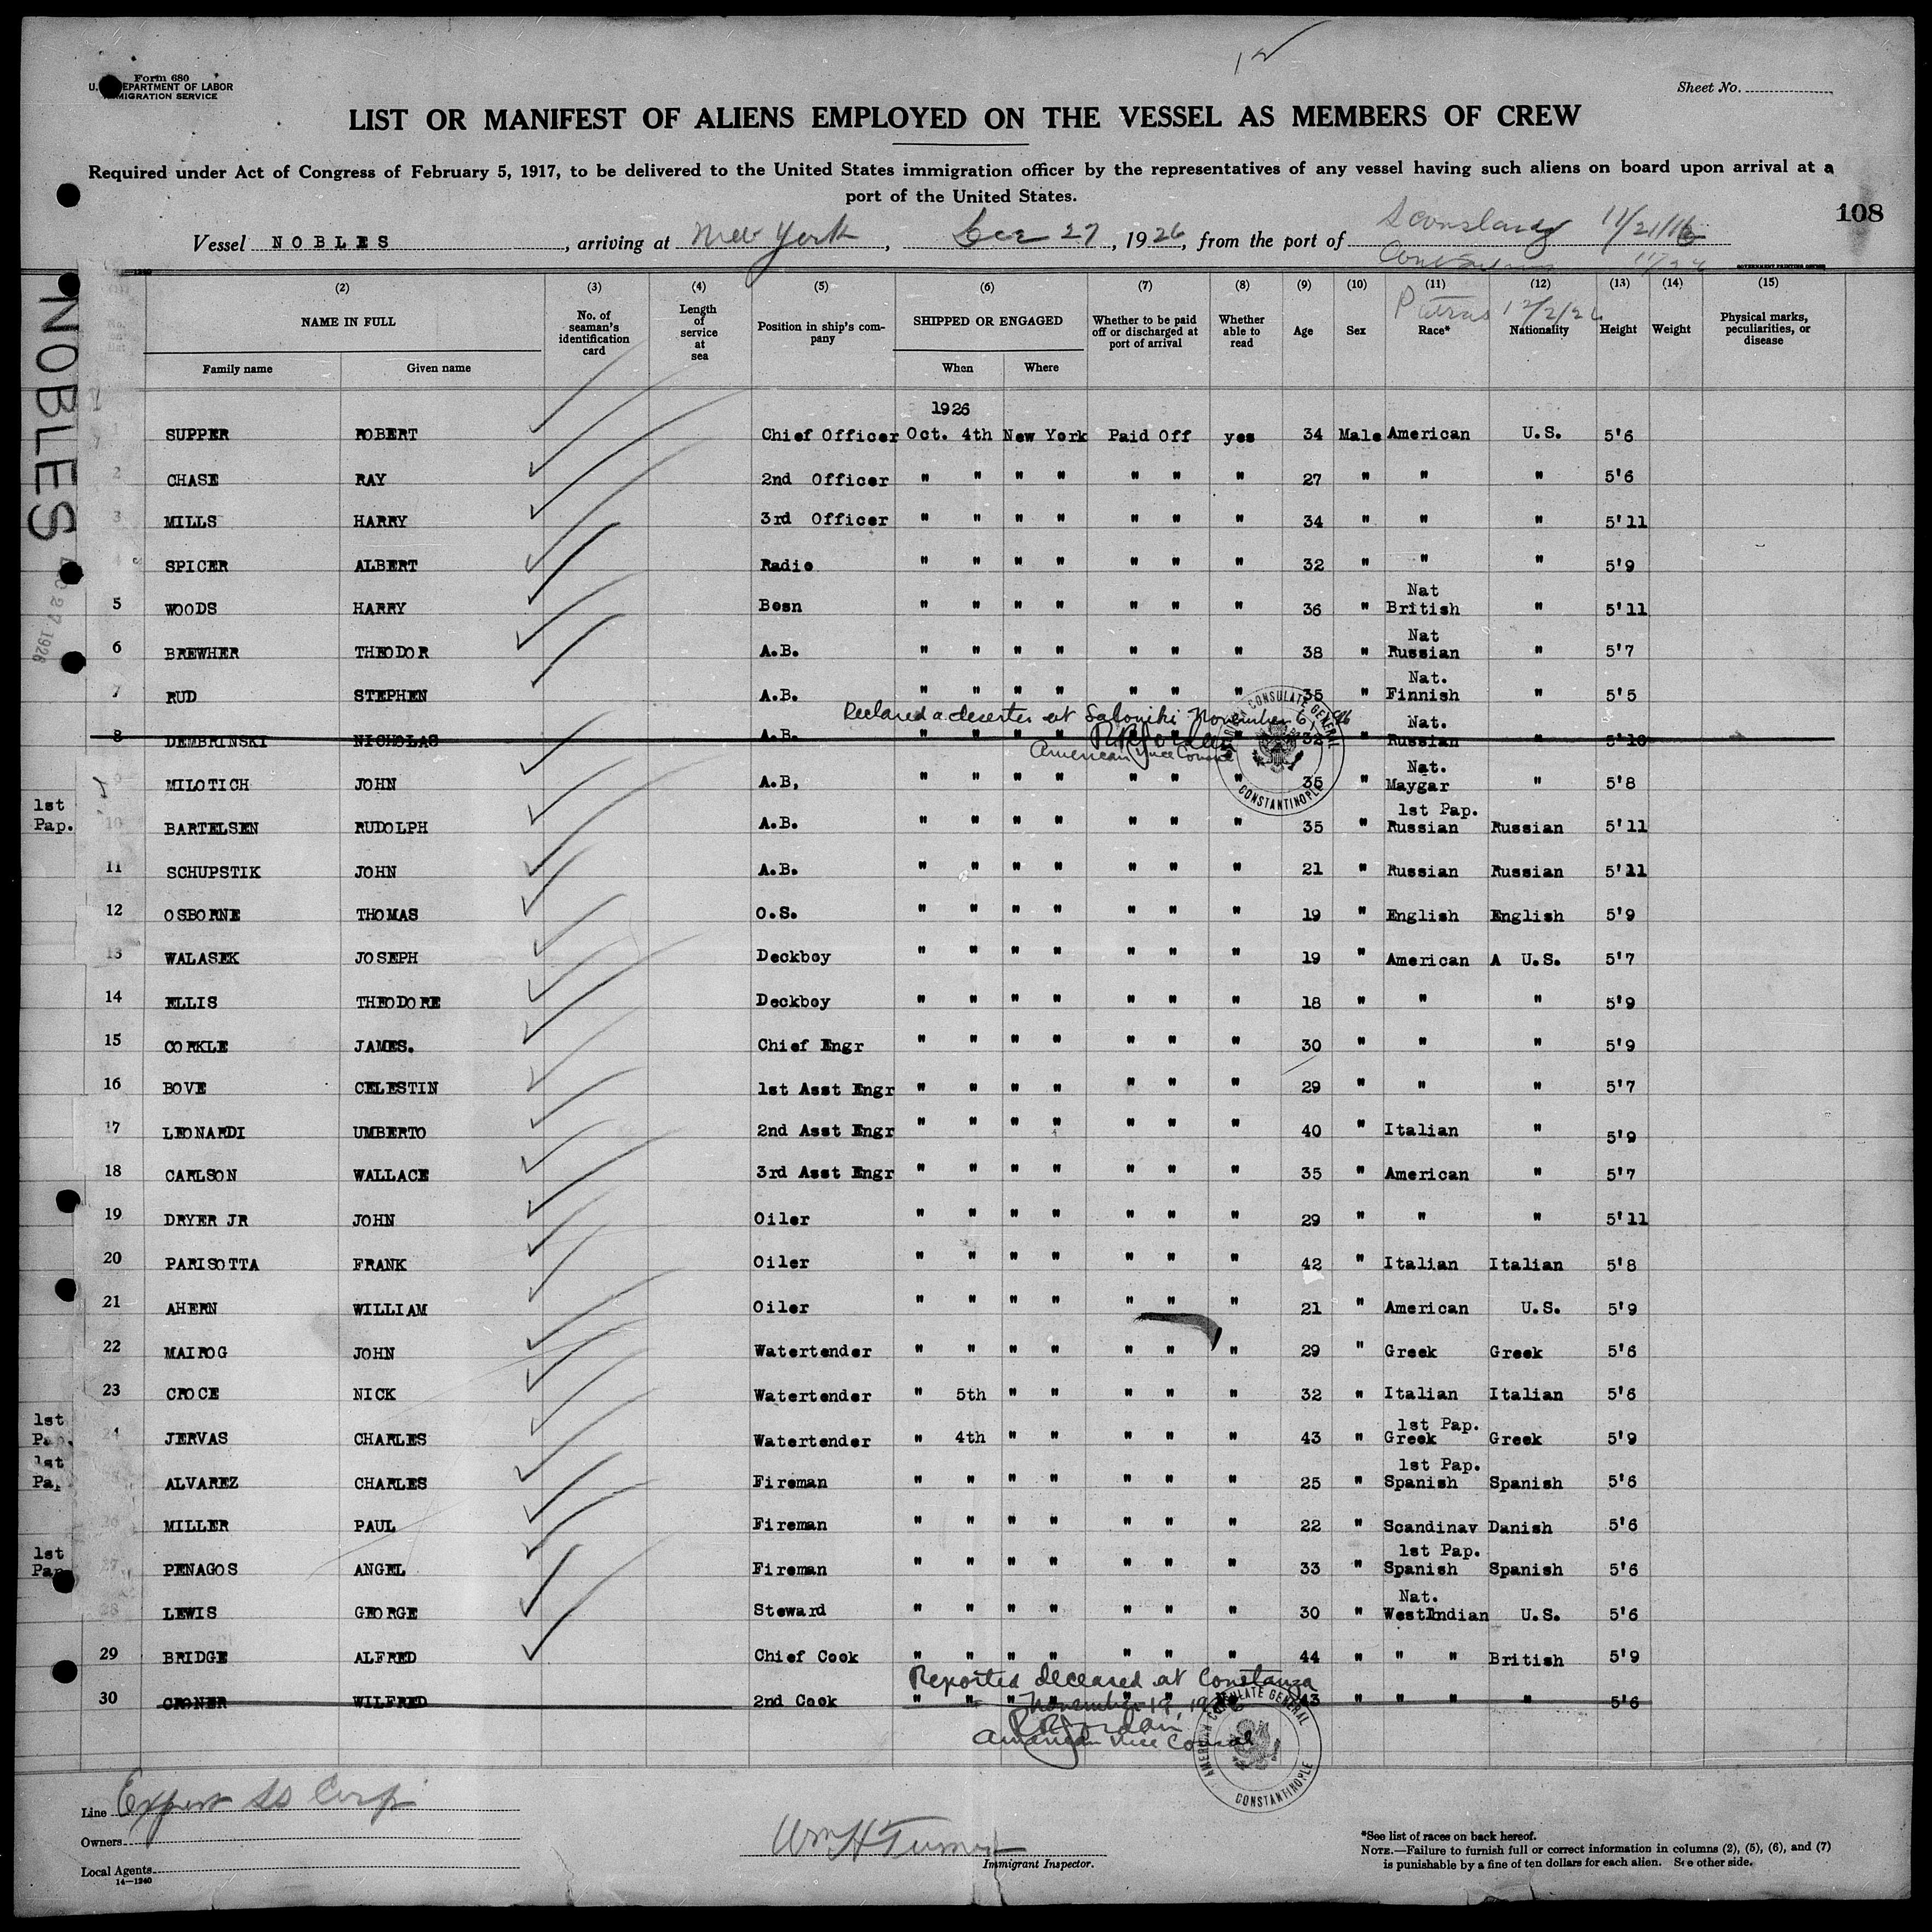 Form 680
U. DEPARTMENT OF LABOR
IMMIGRATION SERVICE
Sheet No.
LIST OR MANIFEST OF ALIENS EMPLOYED ON THE VESSEL AS MEMBERS OF CREW
Required under Act of Congress of February 5, 1917, to be delivered to the United States immigration officer by the representatives of any vessel having such aliens on board upon arrival at a
port of the United States.
108
Vessel NOBLES, arriving at New York, Dec 27, 1926, from the port of 11/21/26
Patras 12/2/26
NOBLES
DEC 27 1926
(2) (3) (4) (5) (6) (7) (8) (9) (10) (11) (12) (13) (14) (15)
NAME IN FULL No. of seaman's identification card Length of service at sea Position in ship's company SHIPPED OR ENGAGED Whether to be paid off or discharged at port of arrival Whether able to read Age Sex Race* Nationality Height Weight Physical marks, peculiarities, or disease
Family name Given name When Where
1926
SUPPER ROBERT Chief Officer Oct. 4th New York Paid Off yes 34 Male American U.S. 5'6
2 CHASE RAY 2nd Officer " " " " " " " 27 " " " 5'6
3 MILLS HARRY 3rd Officer " " " " " " " 34 " " " 5'11
4 SPICER ALBERT Radio " " " " " " " 32 " " " 5'9
5 WOODS HARRY Bosn " " " " " " " 36 " Nat British " 5'11
6 BREWHER THEODOR A.B. " " " " " " " 38 " Nat Russian " 5'7
7 RUD STEPHEN A.B. " " " " " " " 35 " Nat. Finnish " 5'5
Declared a deserter at Saloniki November 6, 1926
8 DEMBRINSKI NICHOLAS A.B. " " " " " " " 32 " Nat. Russian " 5'10
R Jordan
American Vice Consul
AMERICAN CONSULATE GENERAL CONSTANTINOPLE
9 MILOTICH JOHN A.B, " " " " " " " 35 " Nat. Maygar " 5'8
1st Pap. 10 BARTELSEN RUDOLPH A.B. " " " " " " " 35 " 1st Pap. Russian Russian 5'11
11 SCHUPSTIK JOHN A.B. " " " " " " " 21 " Russian Russian 5'11
12 OSBORNE THOMAS O.S. " " " " " " " 19 " English English 5'9
13 WALASEK JOSEPH Deckboy " " " " " " " 19 " American A U.S. 5'7
14 ELLIS THEODORE Deckboy " " " " " " " 18 " " " 5'9
15 CORKLE JAMES. Chief Engr " " " " " " " 30 " " " 5'9
16 BOVE CELESTIN 1st Asst Engr " " " " " " " 29 " " " 5'7
17 LEONARDI UMBERTO 2nd Asst Engr " " " " " " " 40 " Italian " 5'9
18 CARLSON WALLACE 3rd Asst Engr " " " " " " " 35 " American " 5'7
19 DRYER JR JOHN Oiler " " " " " " " 29 " " " 5'11
20 PARISOTTA FRANK Oiler " " " " " " " 42 " Italian Italian 5'8
21 AHERN WILLIAM Oiler " " " " " " " 21 " American U.S. 5'9
22 MAIROG JOHN Watertender " " " " " " " 29 " Greek Greek 5'6
23 CROCE NICK Watertender " 5th " " " " " 32 " Italian Italian 5'6
1st Pap. 24 JERVAS CHARLES Watertender " 4th " " " " " 43 " 1st Pap. Greek Greek 5'9
1st Pap 25 ALVAREZ CHARLES Fireman " " " " " " " 25 " 1st Pap. Spanish Spanish 5'6
26 MILLER PAUL Fireman " " " " " " " 22 " Scandinav Danish 5'6
1st Pap 27 PENAGOS ANGEL Fireman " " " " " " " 33 " 1st Pap. Spanish Spanish 5'6
28 LEWIS GEORGE Steward " " " " " " " 30 " Nat. WestIndian U.S. 5'6
29 BRIDGE ALFRED Chief Cook " " " " " " " 44 " " " British 5'9
Reported deceased at Constanza
30 CRONER WILFRED 2nd Cook " " " " " " " 43 " " " " 5'6
November 19, 1926
R Jordan
American Vice Consul
AMERICAN CONSULATE GENERAL CONSTANTINOPLE
Line Export SS Corp
Owners
Local Agents
14—1240
Wm H Turner
Immigrant Inspector.
*See list of races on back hereof.
NOTE.—Failure to furnish full or correct information in columns (2), (5), (6), and (7)
is punishable by a fine of ten dollars for each alien. See other side.